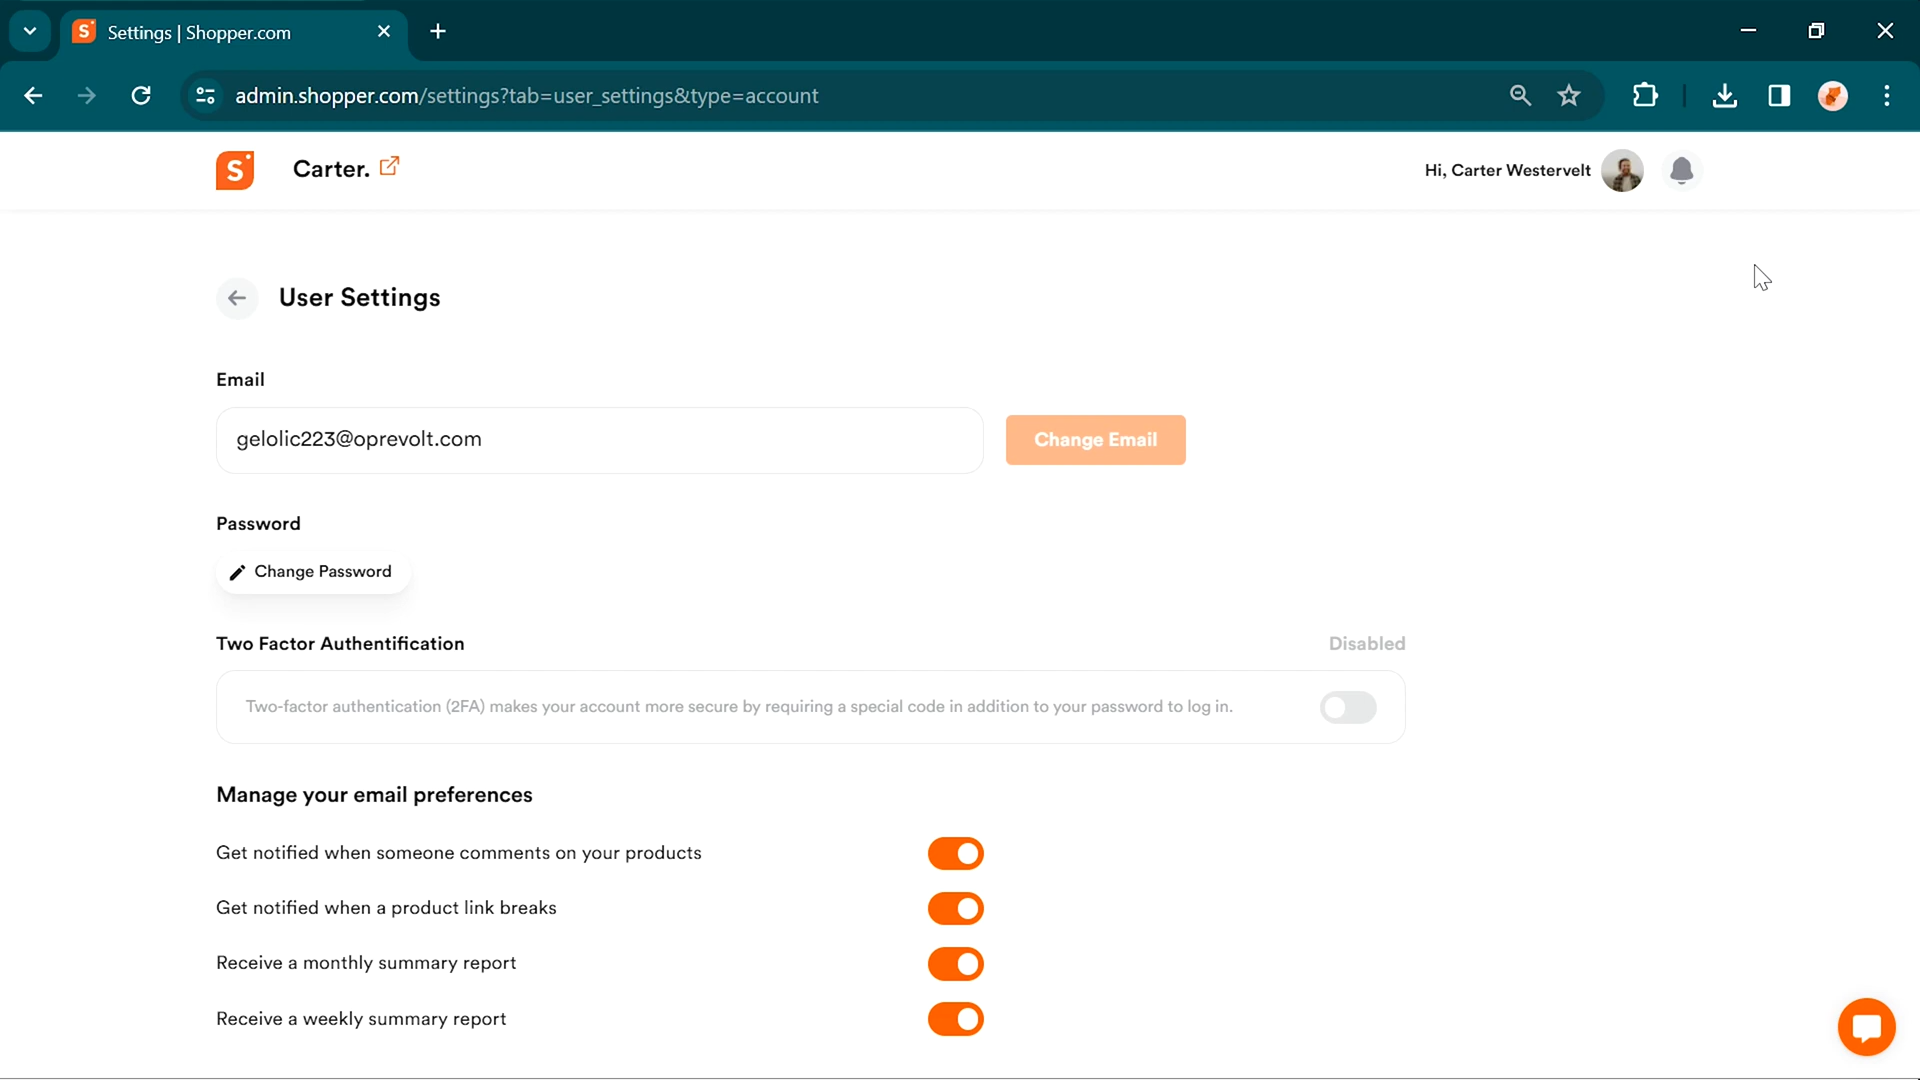 Settings | Shopper.com
admin.shopper.com/settings?tab=user_settings&type=account
S
Carter.
Hi, Carter Westervelt
User Settings
Email
gelolic223@oprevolt.com
Change Email
Password
Change Password
Two Factor Authentification
Disabled
Two-factor authentication (2FA) makes your account more secure by requiring a special code in addition to your password to log in.
Manage your email preferences
Get notified when someone comments on your products
Get notified when a product link breaks
Receive a monthly summary report
Receive a weekly summary report